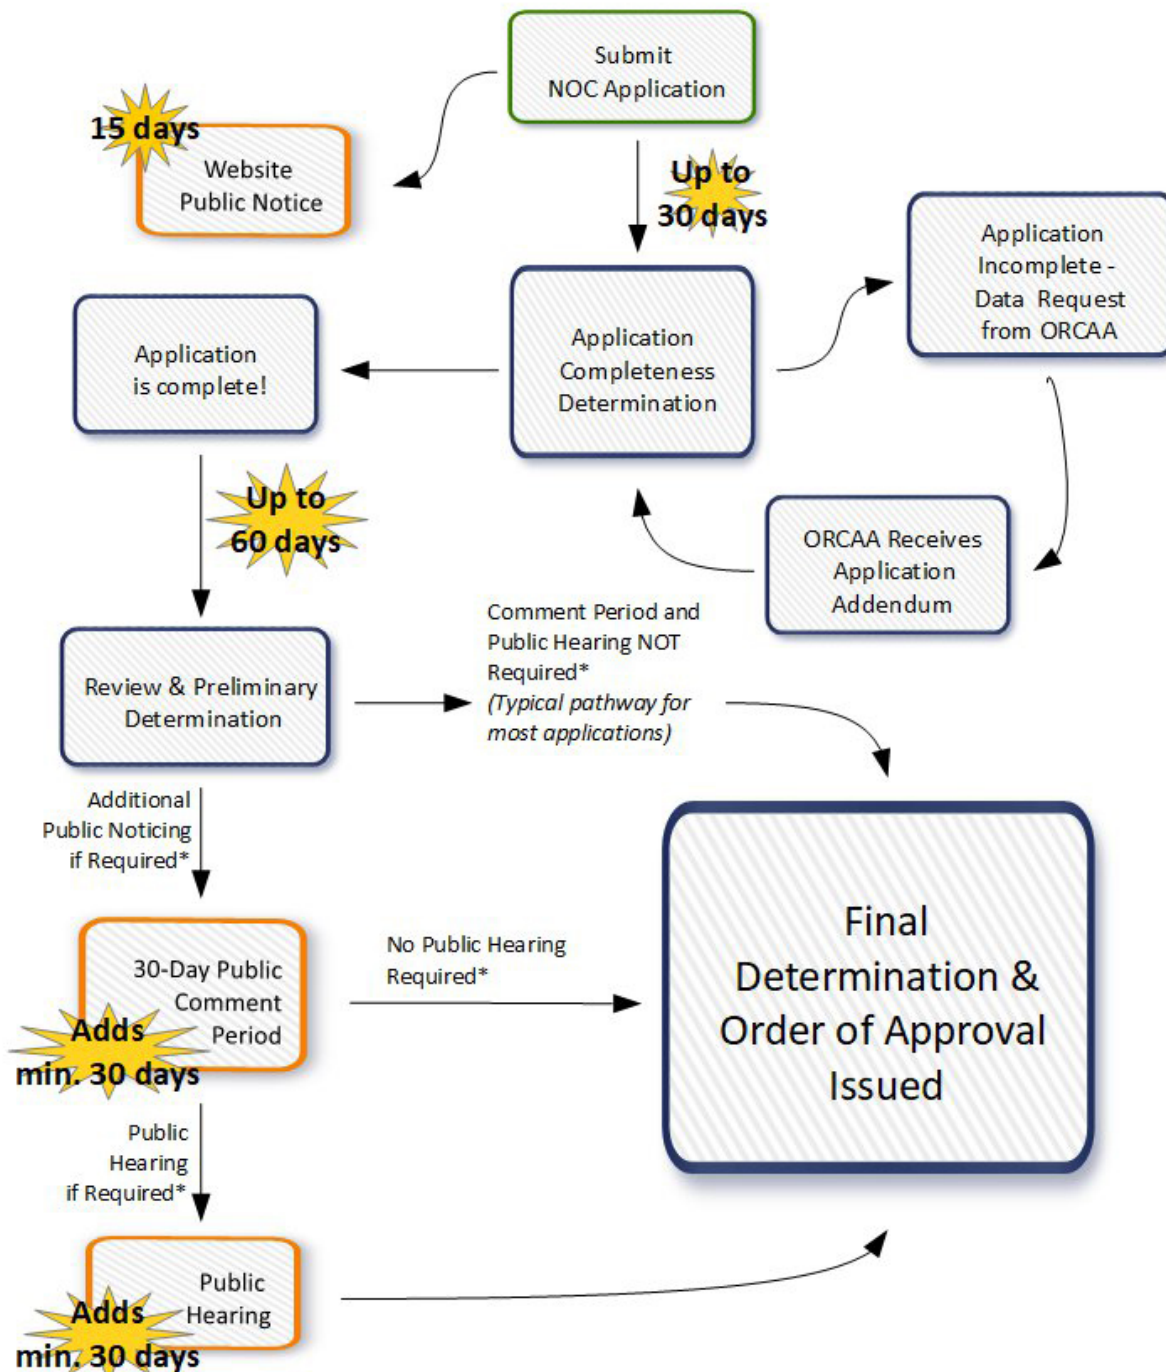 Submit
NOC Application
15 days
Website
Public Notice
Up to
30 days
Application
Incomplete -
Data Request
from ORCAA
Application
Completeness
Determination
Application
is complete!
Up to
60 days
ORCAA Receives
Application
Addendum
Comment Period and
Public Hearing NOT
Required*
(Typical pathway for
most applications)
Review & Preliminary
Determination
Additional
Public Noticing
if Required*
30-Day Public
Comment
Period
Adds
min. 30 days
No Public Hearing
Required*
Final
Determination &
Order of Approval
Issued
Public
Hearing
if Required*
Public
Hearing
Adds
min. 30 days